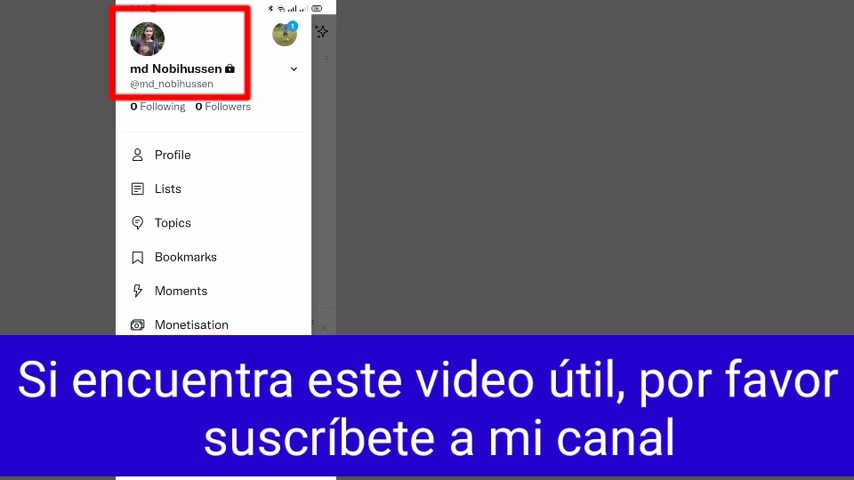 1
md Nobihussen
@md_nobihussen
0 Following 0 Followers
Profile
Lists
Topics
Bookmarks
Moments
Monetisation
Si encuentra este video útil, por favor
suscríbete a mi canal